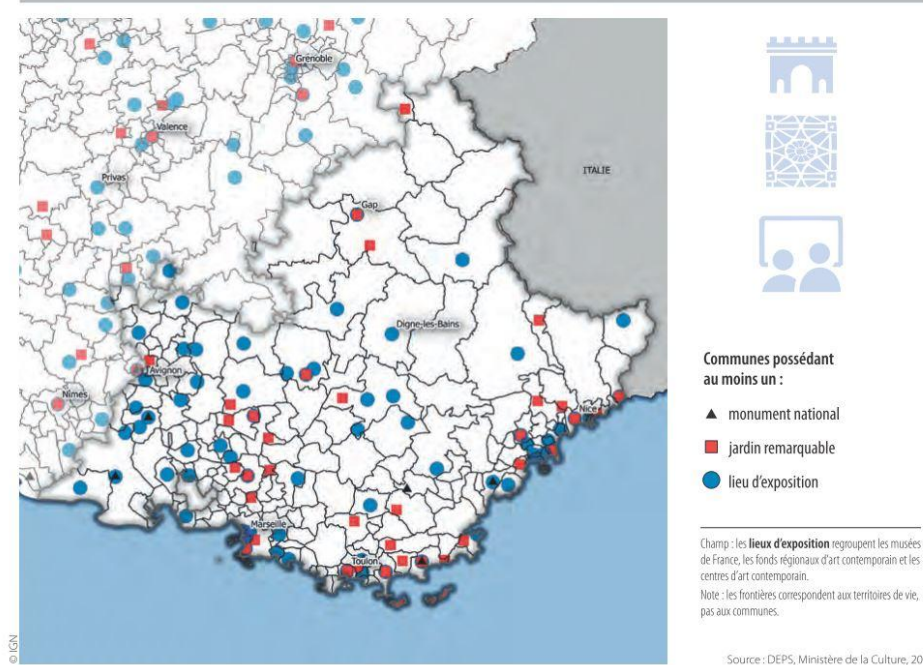 Grenoble
Valence
Privas
ITALIE
Gap
Digne-les-Bains
Avignon
Nîmes
Nice
Marseille
Toulon
© IGN
Communes possédant
au moins un :
monument national
jardin remarquable
lieu d'exposition
Champ : les lieux d'exposition regroupent les musées
de France, les fonds régionaux d'art contemporain et les
centres d'art contemporain.
Note : les frontières correspondent aux territoires de vie,
pas aux communes.
Source : DEPS, Ministère de la Culture, 20